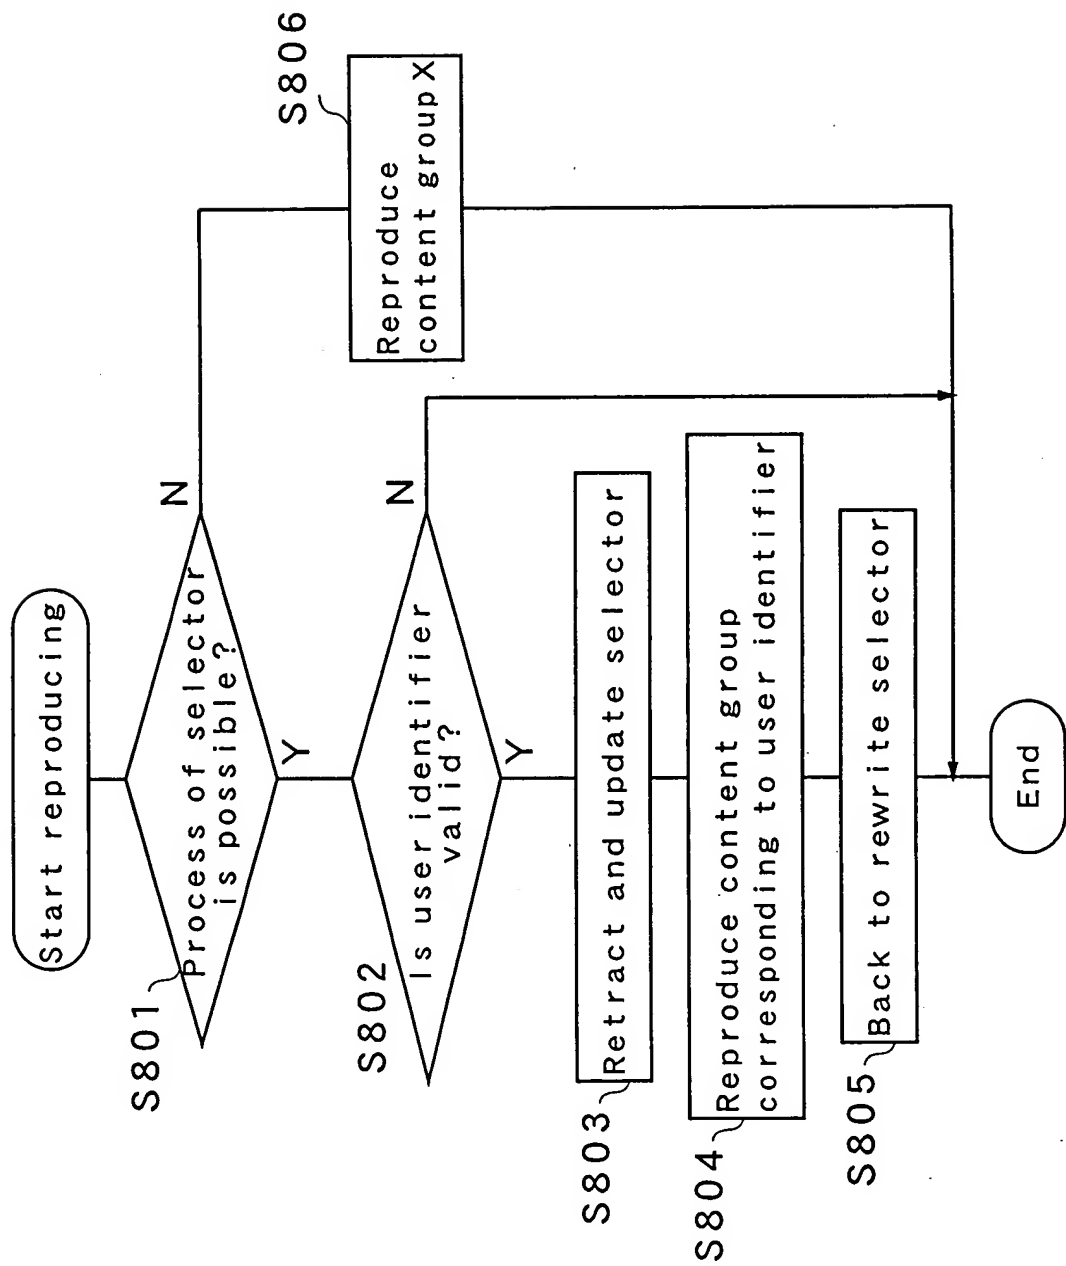 Start reproducing
S801
Process of selector
is possible?
N
Y
S806
Reproduce
content group X
S802
Is user identifier
valid?
N
Y
S803
Retract and update selector
S804
Reproduce content group
corresponding to user identifier
S805
Back to rewrite selector
End